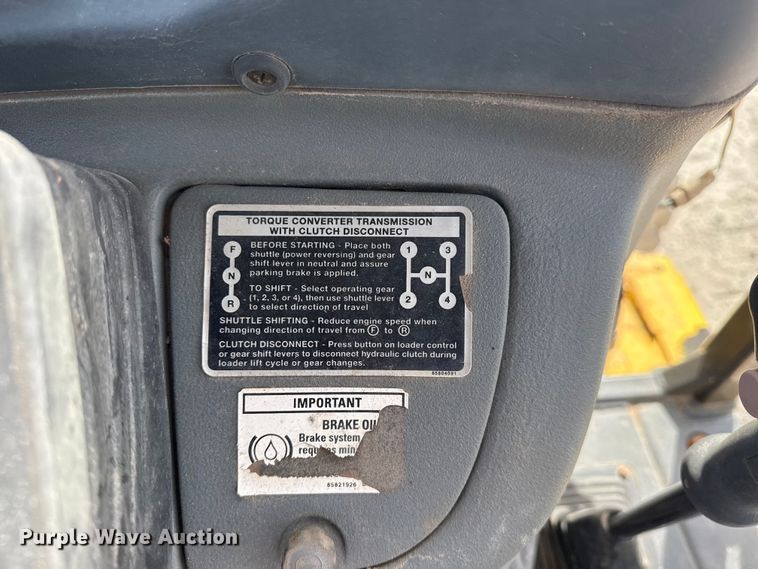 TORQUE CONVERTER TRANSMISSION
WITH CLUTCH DISCONNECT
F
N
R
BEFORE STARTING - Place both
shuttle (power reversing) and gear
shift lever in neutral and assure
parking brake is applied.
TO SHIFT - Select operating gear
(1, 2, 3, or 4), then use shuttle lever
to select direction of travel
1 3
N
2 4
SHUTTLE SHIFTING - Reduce engine speed when
changing direction of travel from F to R
CLUTCH DISCONNECT - Press button on loader control
or gear shift levers to disconnect hydraulic clutch during
loader lift cycle or gear changes.
85804091
IMPORTANT
BRAKE OIL
Brake system
requires
85821926
Purple Wave Auction